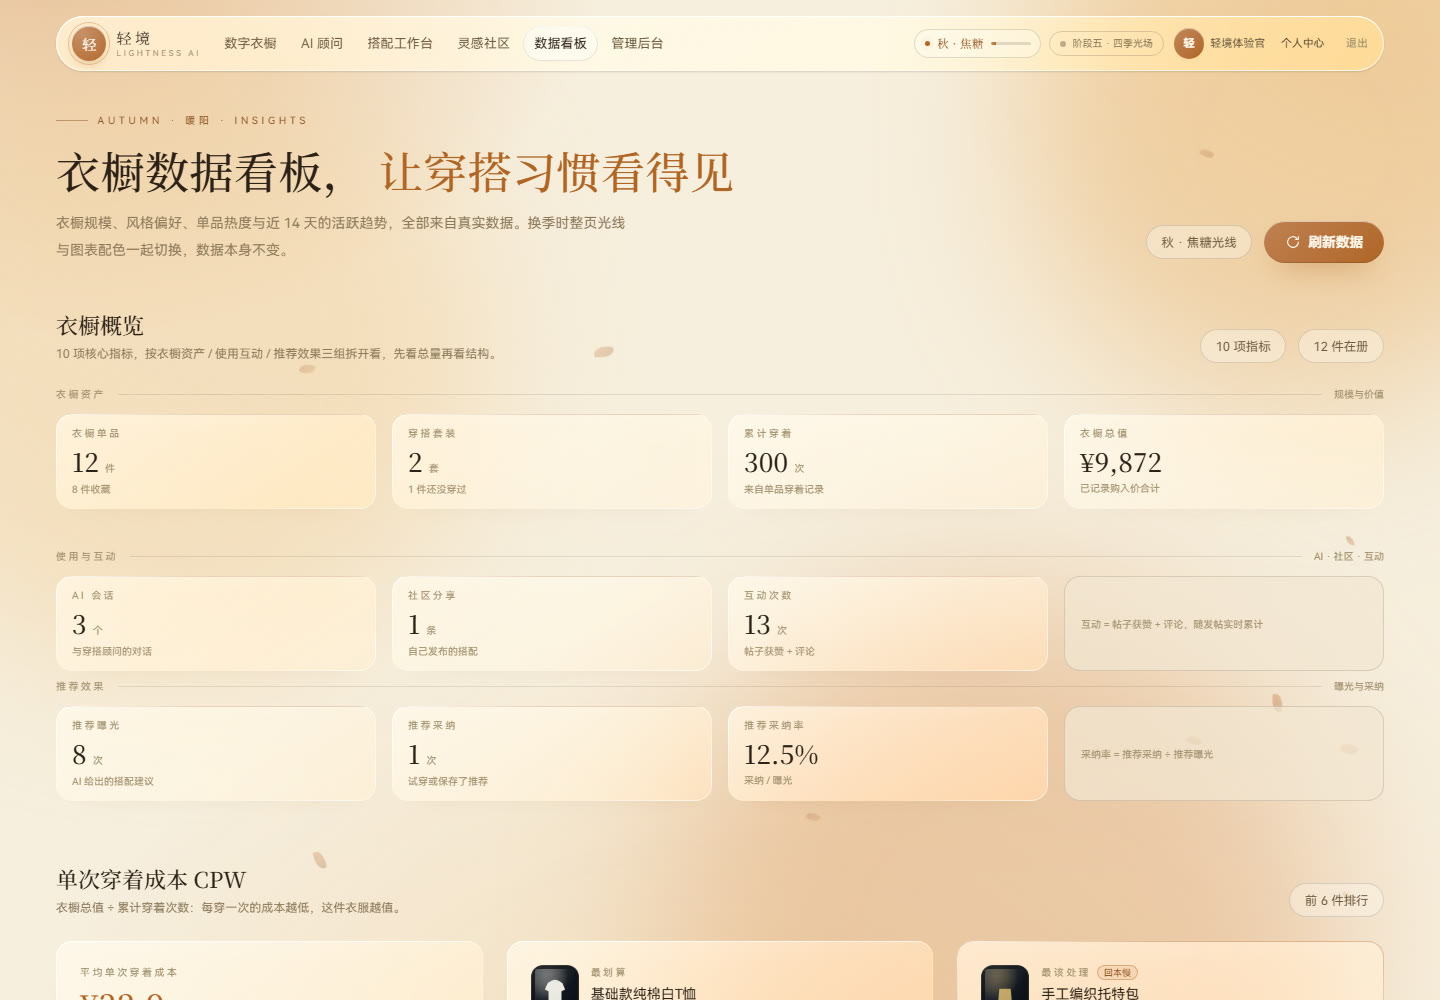 轻 轻境 LIGHTNESS AI 数字衣橱 AI 顾问 搭配工作台 灵感社区 数据看板 管理后台 秋 · 焦糖 阶段五 · 四季光场 轻 轻境体验官 个人中心 退出
AUTUMN · 暖阳 · INSIGHTS
衣橱数据看板， 让穿搭习惯看得见
衣橱规模、风格偏好、单品热度与近 14 天的活跃趋势，全部来自真实数据。换季时整页光线
与图表配色一起切换，数据本身不变。
秋 · 焦糖光线 刷新数据
衣橱概览
10 项核心指标，按衣橱资产 / 使用互动 / 推荐效果三组拆开看，先看总量再看结构。
10 项指标 12 件在册
衣橱资产 规模与价值
衣橱单品
12 件
8 件收藏
穿搭套装
2 套
1 件还没穿过
累计穿着
300 次
来自单品穿着记录
衣橱总值
¥9,872
已记录购入价合计
使用与互动 AI · 社区 · 互动
AI 会话
3 个
与穿搭顾问的对话
社区分享
1 条
自己发布的搭配
互动次数
13 次
帖子获赞 + 评论
互动 = 帖子获赞 + 评论，随发帖实时累计
推荐效果 曝光与采纳
推荐曝光
8 次
AI 给出的搭配建议
推荐采纳
1 次
试穿或保存了推荐
推荐采纳率
12.5%
采纳 / 曝光
采纳率 = 推荐采纳 ÷ 推荐曝光
单次穿着成本 CPW
衣橱总值 ÷ 累计穿着次数：每穿一次的成本越低，这件衣服越值。
前 6 件排行
平均单次穿着成本
最划算
基础款纯棉白T恤
最该处理 回本慢
手工编织托特包